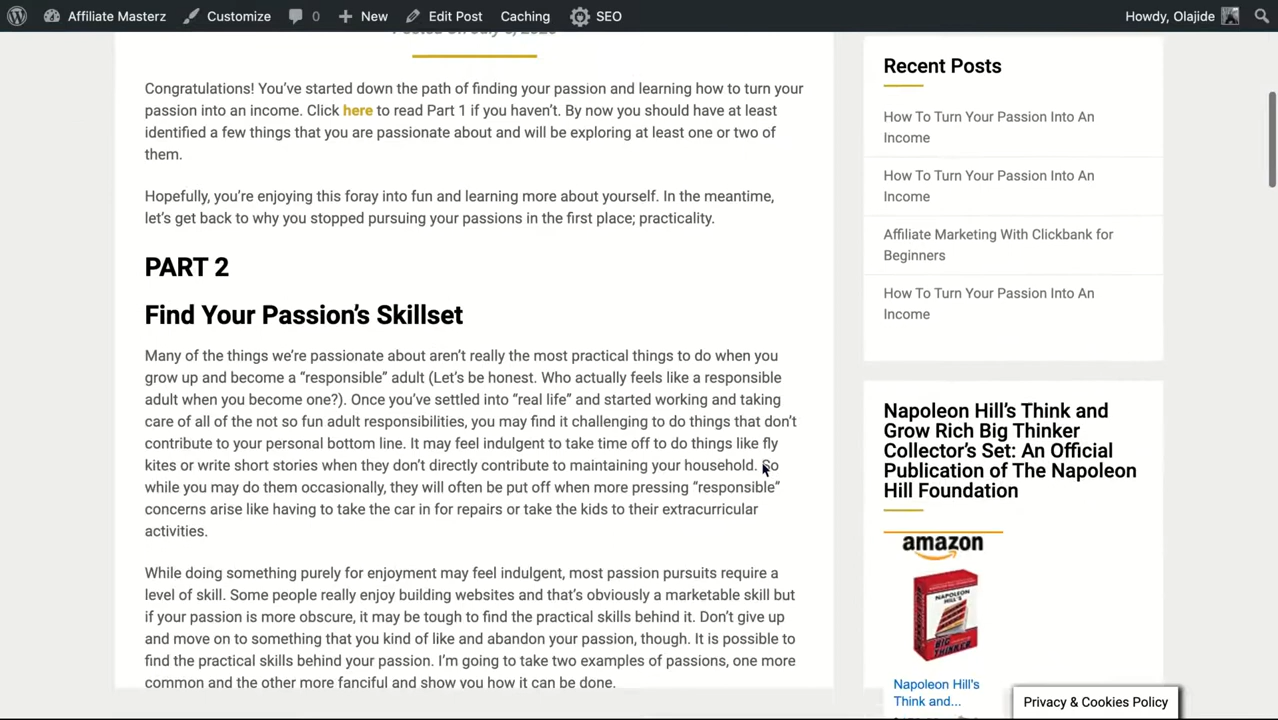 Affiliate Masterz
Customize
0
New
Edit Post
Caching
SEO
Howdy, Olajide
Congratulations! You’ve started down the path of finding your passion and learning how to turn your
passion into an income. Click here to read Part 1 if you haven’t. By now you should have at least
identified a few things that you are passionate about and will be exploring at least one or two of
them.
Hopefully, you’re enjoying this foray into fun and learning more about yourself. In the meantime,
let’s get back to why you stopped pursuing your passions in the first place; practicality.
PART 2
Find Your Passion’s Skillset
Many of the things we’re passionate about aren’t really the most practical things to do when you
grow up and become a “responsible” adult (Let’s be honest. Who actually feels like a responsible
adult when you become one?). Once you’ve settled into “real life” and started working and taking
care of all of the not so fun adult responsibilities, you may find it challenging to do things that don’t
contribute to your personal bottom line. It may feel indulgent to take time off to do things like fly
kites or write short stories when they don’t directly contribute to maintaining your household. So
while you may do them occasionally, they will often be put off when more pressing “responsible”
concerns arise like having to take the car in for repairs or take the kids to their extracurricular
activities.
While doing something purely for enjoyment may feel indulgent, most passion pursuits require a
level of skill. Some people really enjoy building websites and that’s obviously a marketable skill but
if your passion is more obscure, it may be tough to find the practical skills behind it. Don’t give up
and move on to something that you kind of like and abandon your passion, though. It is possible to
find the practical skills behind your passion. I’m going to take two examples of passions, one more
common and the other more fanciful and show you how it can be done.
Recent Posts
How To Turn Your Passion Into An
Income
How To Turn Your Passion Into An
Income
Affiliate Marketing With Clickbank for
Beginners
How To Turn Your Passion Into An
Income
Napoleon Hill’s Think and
Grow Rich Big Thinker
Collector’s Set: An Official
Publication of The Napoleon
Hill Foundation
amazon
Napoleon Hill's
Think and...
Privacy & Cookies Policy